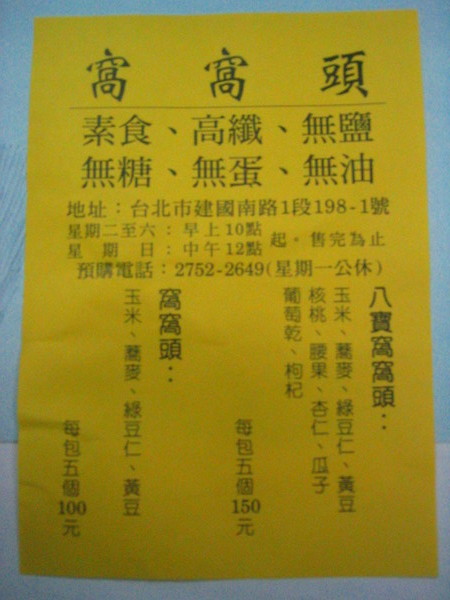 窩窩頭
素食、高纖、無鹽
無糖、無蛋、無油
地址：台北市建國南路1段198-1號
星期二至六：早上10點
星期日：中午12點
起。售完為止
預購電話：2752-2649(星期一公休)
八寶窩窩頭：
玉米、蕎麥、綠豆仁、黃豆
核桃、腰果、杏仁、瓜子
葡萄乾、枸杞
每包五個150元
窩窩頭：
玉米、蕎麥、綠豆仁、黃豆
每包五個100元